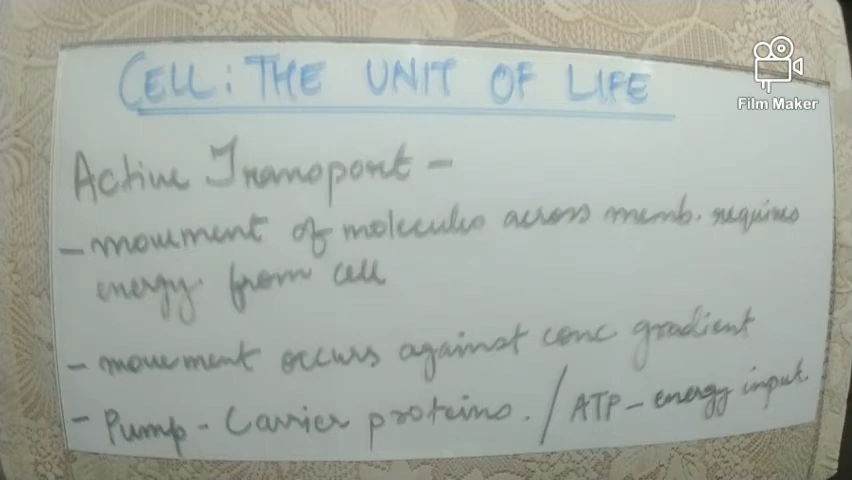 CELL: THE UNIT OF LIFE
Film Maker
Active Transport -
- movement of molecules across memb. requires
energy from cell
- movement occurs against conc gradient
- Pump - Carrier proteins. / ATP - energy input.